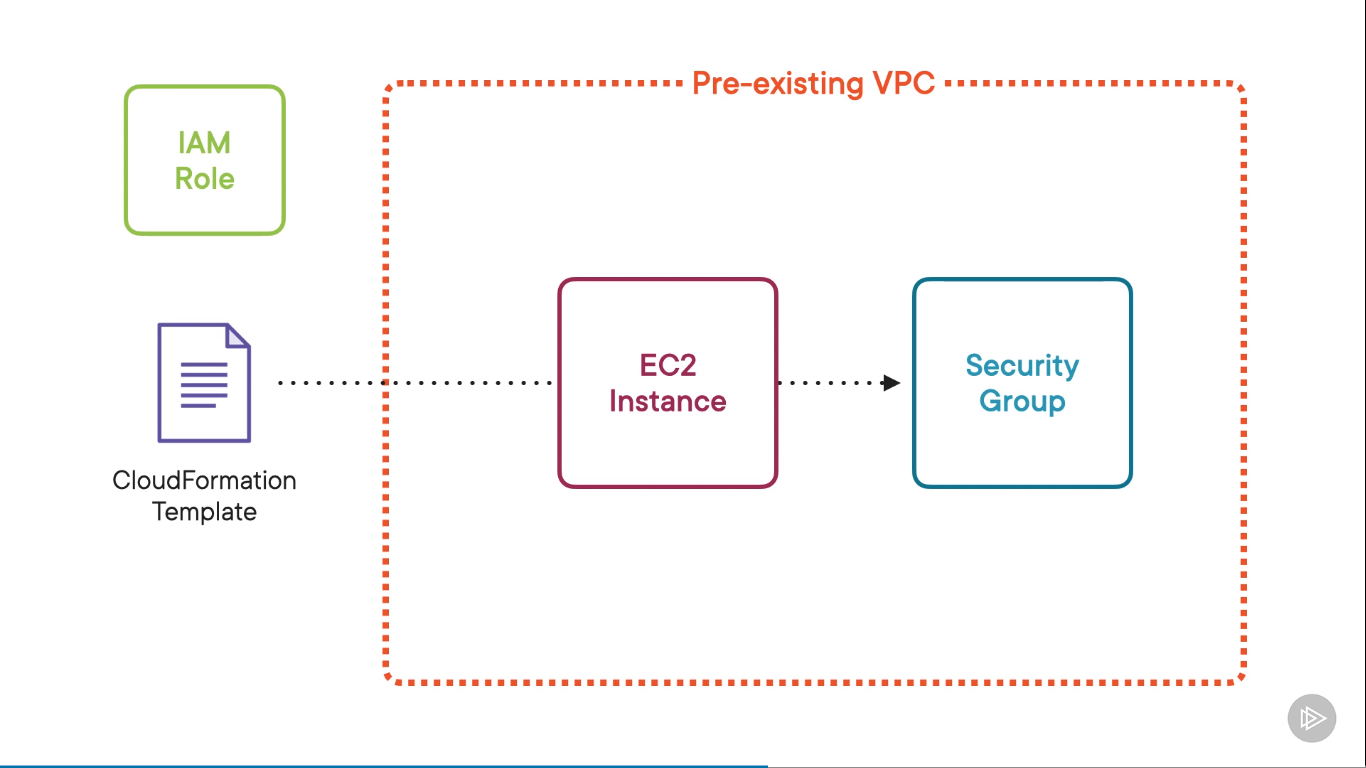 Pre-existing VPC
IAM
Role
EC2
Instance
Security
Group
CloudFormation
Template